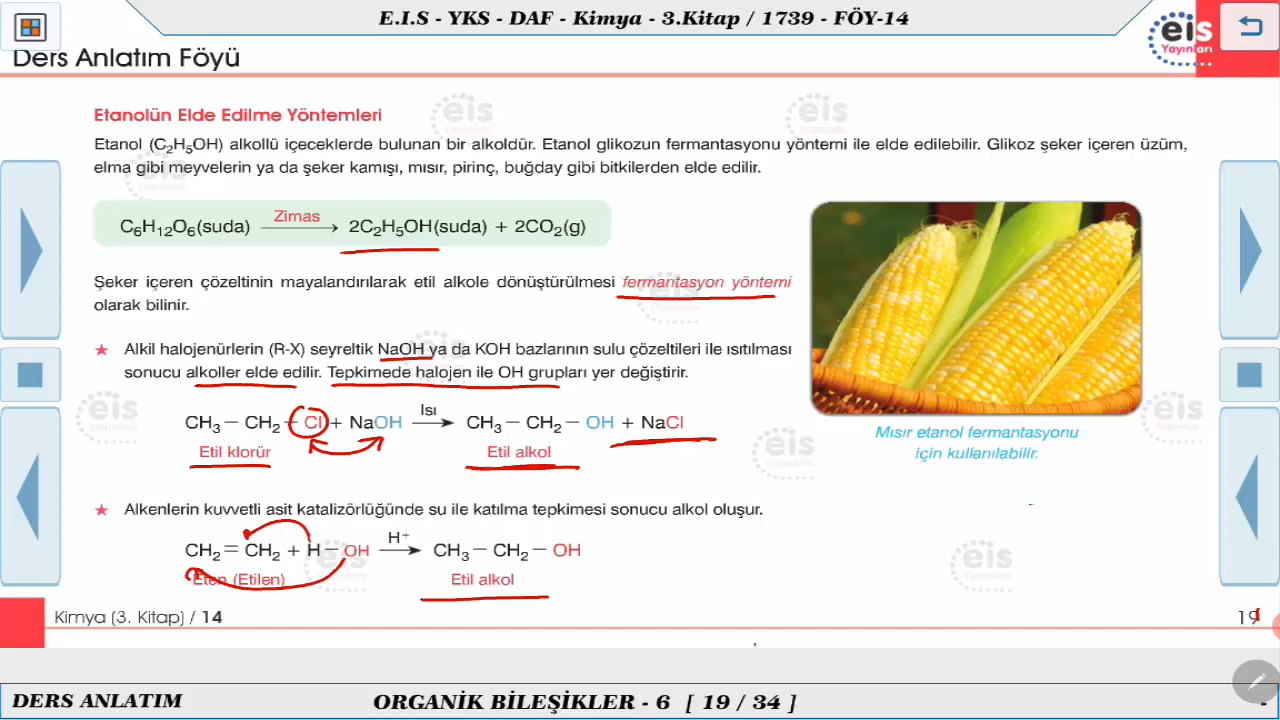 E.I.S - YKS - DAF - Kimya - 3.Kitap / 1739 - FÖY-14
eis
Yayınları
Ders Anlatım Föyü
Etanolün Elde Edilme Yöntemleri
Etanol (C₂H₅OH) alkollü içeceklerde bulunan bir alkoldür. Etanol glikozun fermantasyonu yöntemi ile elde edilebilir. Glikoz şeker içeren üzüm,
elma gibi meyvelerin ya da şeker kamışı, mısır, pirinç, buğday gibi bitkilerden elde edilir.
Zimas
C₆H₁₂O₆(suda) ⟶ 2C₂H₅OH(suda) + 2CO₂(g)
Şeker içeren çözeltinin mayalandırılarak etil alkole dönüştürülmesi fermantasyon yöntemi
olarak bilinir.
★ Alkil halojenürlerin (R-X) seyreltik NaOH ya da KOH bazlarının sulu çözeltileri ile ısıtılması
sonucu alkoller elde edilir. Tepkimede halojen ile OH grupları yer değiştirir.
Isı
CH₃ – CH₂ – Cl + NaOH ⟶ CH₃ – CH₂ – OH + NaCl
Etil klorür Etil alkol
Mısır etanol fermantasyonu
için kullanılabilir.
★ Alkenlerin kuvvetli asit katalizörlüğünde su ile katılma tepkimesi sonucu alkol oluşur.
H⁺
CH₂ = CH₂ + H – OH ⟶ CH₃ – CH₂ – OH
Eten (Etilen) Etil alkol
Kimya (3. Kitap) / 14
19
DERS ANLATIM ORGANİK BİLEŞİKLER - 6 [ 19 / 34 ]